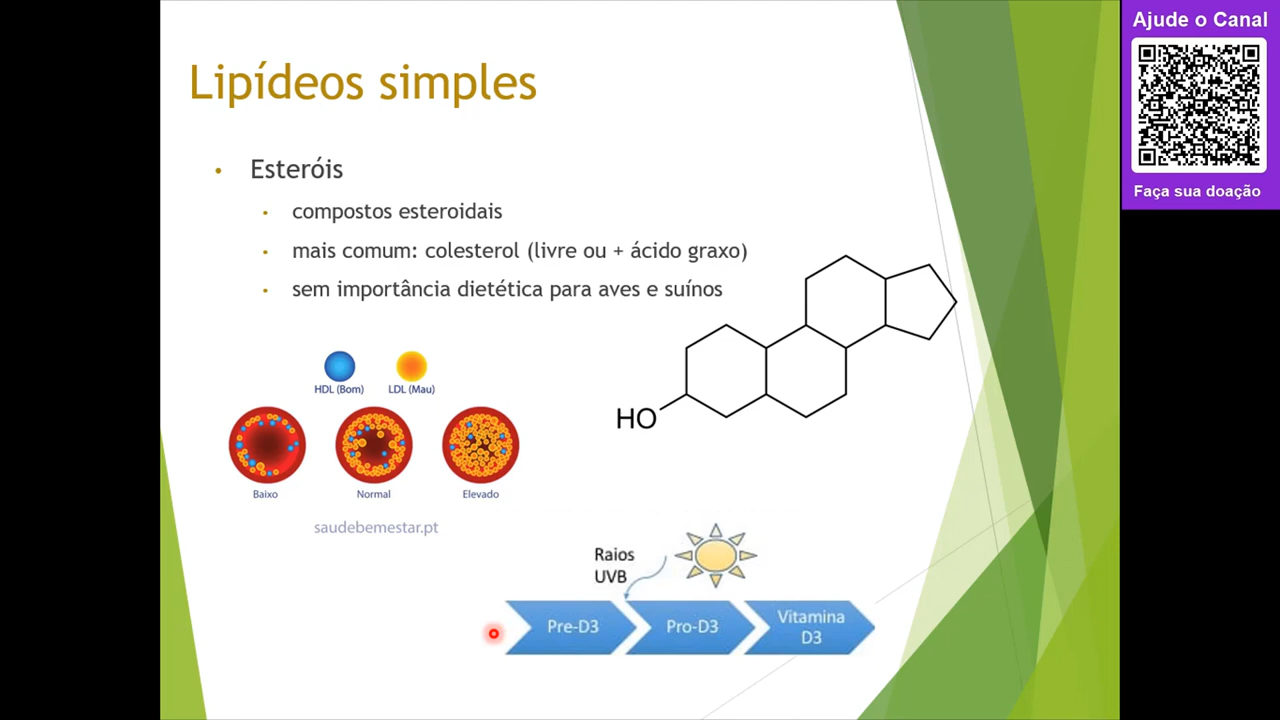 Lipídeos simples
Esteróis
compostos esteroidais
mais comum: colesterol (livre ou + ácido graxo)
sem importância dietética para aves e suínos
HO
HDL (Bom)
LDL (Mau)
Baixo
Normal
Elevado
saudebemestar.pt
Raios
UVB
Pre-D3
Pro-D3
Vitamina
D3
Ajude o Canal
Faça sua doação